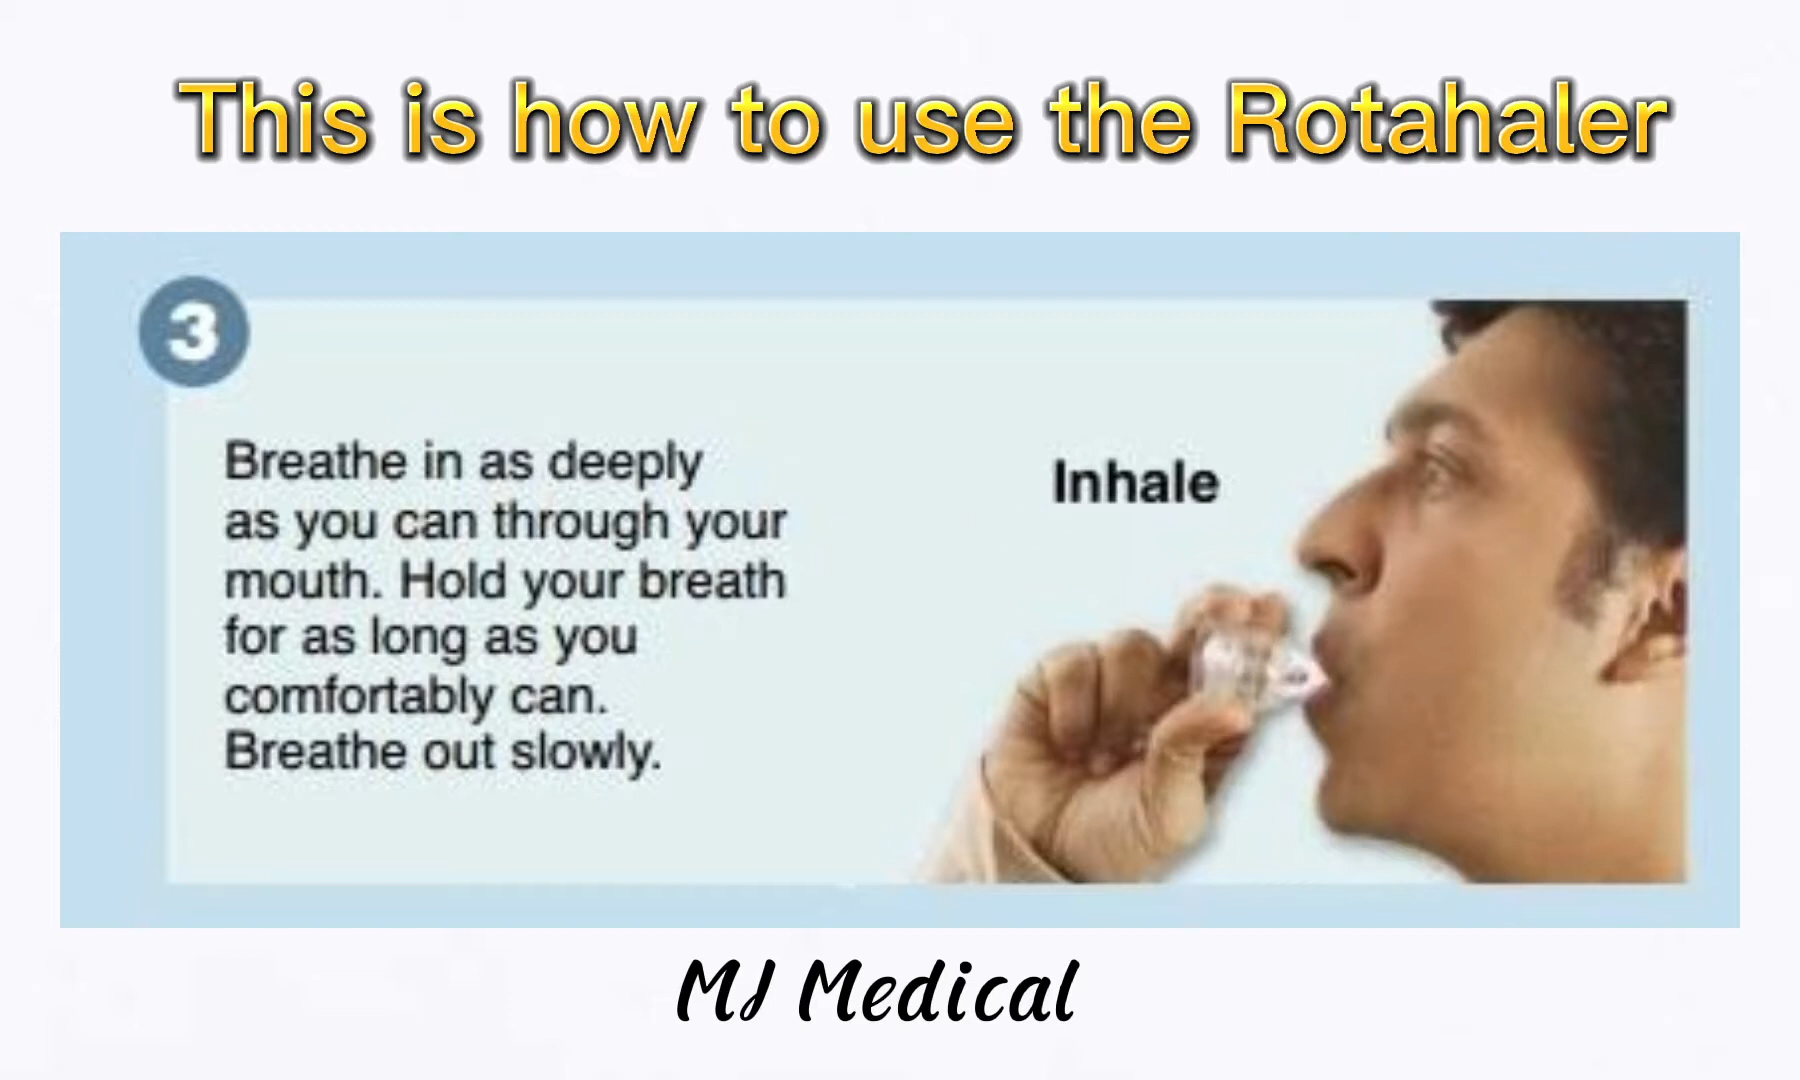 This is how to use the Rotahaler
3
Breathe in as deeply
as you can through your
mouth. Hold your breath
for as long as you
comfortably can.
Breathe out slowly.
Inhale
MJ Medical